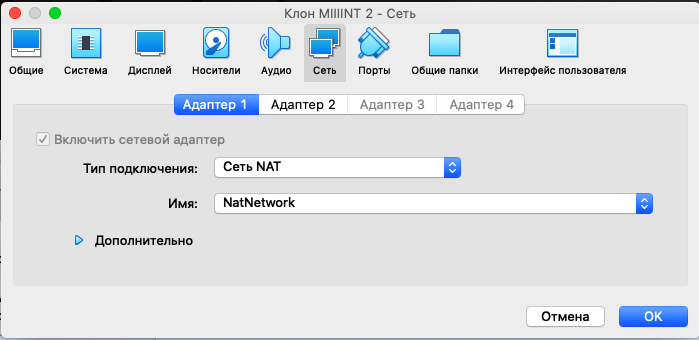 Клон MIIIINT 2 - Сеть
Общие Система Дисплей Носители Аудио Сеть Порты Общие папки Интерфейс пользователя
Адаптер 1 Адаптер 2 Адаптер 3 Адаптер 4
Включить сетевой адаптер
Тип подключения: Сеть NAT
Имя: NatNetwork
Дополнительно
Отмена OK